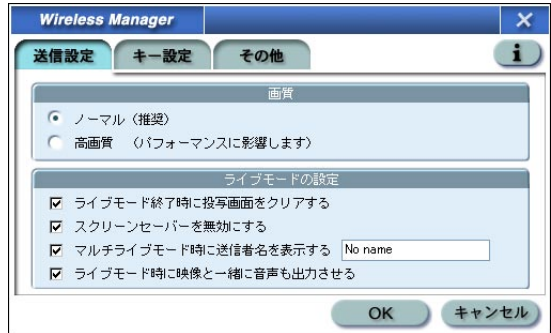 Wireless Manager
送信設定 キー設定 その他
画質
ノーマル（推奨）
高画質 （パフォーマンスに影響します）
ライブモードの設定
ライブモード終了時に投写画面をクリアする
スクリーンセーバーを無効にする
マルチライブモード時に送信者名を表示する No name
ライブモード時に映像と一緒に音声も出力させる
OK キャンセル